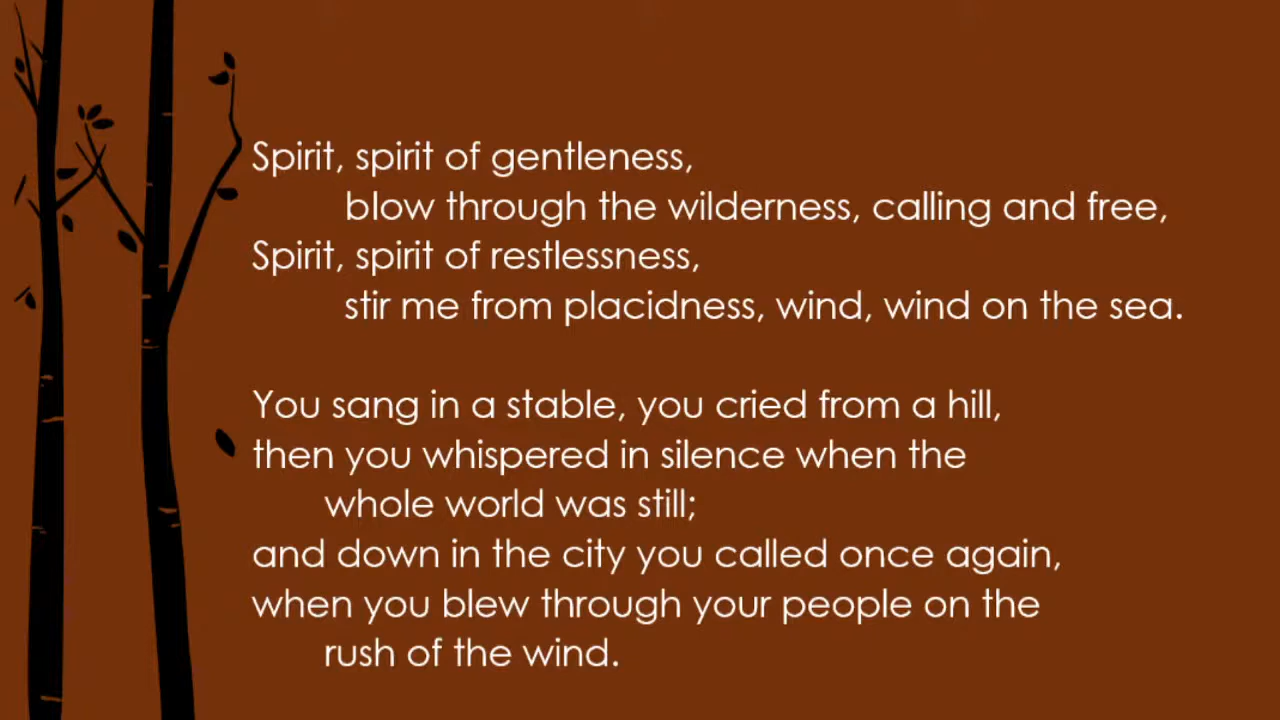 Spirit, spirit of gentleness,
blow through the wilderness, calling and free,
Spirit, spirit of restlessness,
stir me from placidness, wind, wind on the sea.
You sang in a stable, you cried from a hill,
then you whispered in silence when the
whole world was still;
and down in the city you called once again,
when you blew through your people on the
rush of the wind.